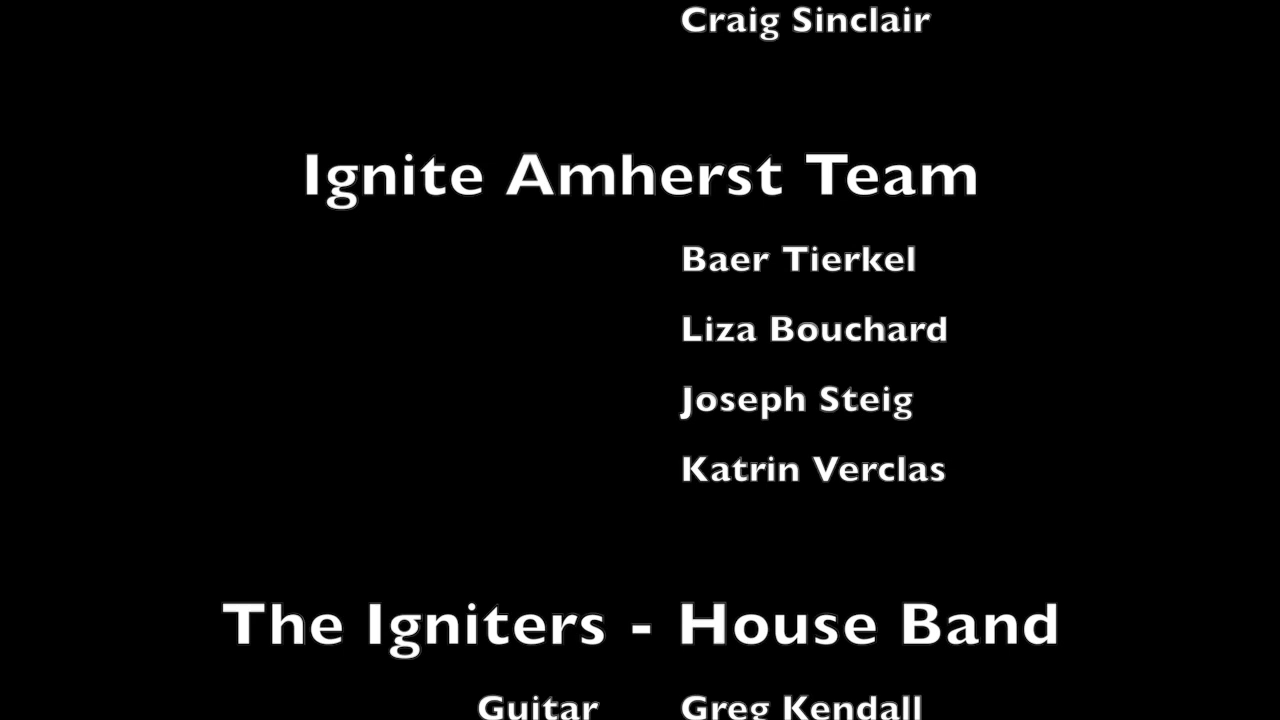 Craig Sinclair
Ignite Amherst Team
Baer Tierkel
Liza Bouchard
Joseph Steig
Katrin Verclas
The Igniters - House Band
Guitar Greg Kendall